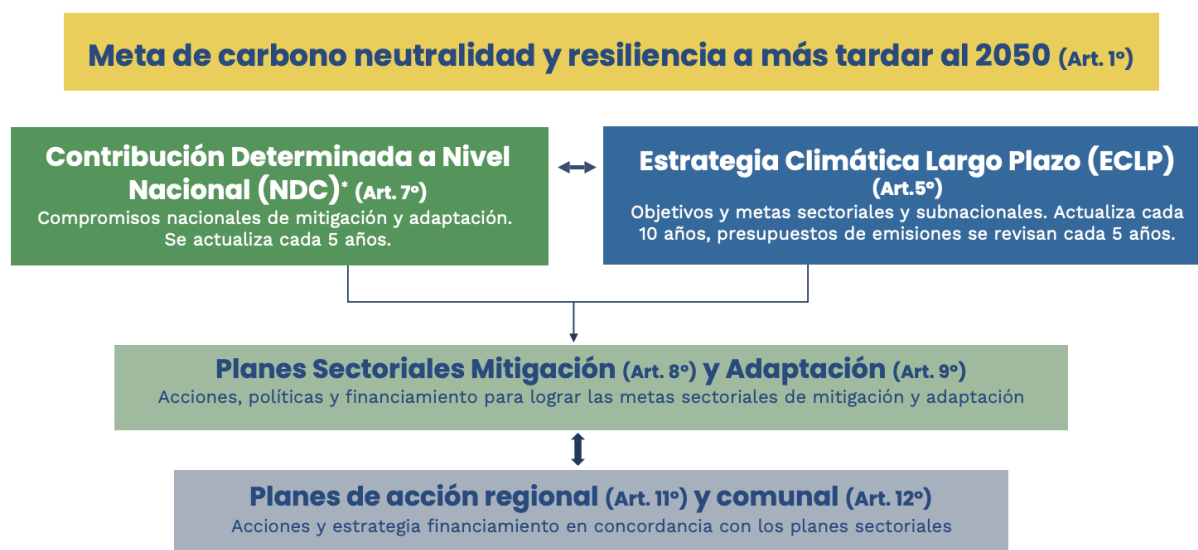 Meta de carbono neutralidad y resiliencia a más tardar al 2050 (Art. 1º)
Contribución Determinada a Nivel
Nacional (NDC)* (Art. 7º)
Compromisos nacionales de mitigación y adaptación.
Se actualiza cada 5 años.
Estrategia Climática Largo Plazo (ECLP)
(Art.5º)
Objetivos y metas sectoriales y subnacionales. Actualiza cada
10 años, presupuestos de emisiones se revisan cada 5 años.
Planes Sectoriales Mitigación (Art. 8º) y Adaptación (Art. 9º)
Acciones, políticas y financiamiento para lograr las metas sectoriales de mitigación y adaptación
Planes de acción regional (Art. 11º) y comunal (Art. 12º)
Acciones y estrategia financiamiento en concordancia con los planes sectoriales